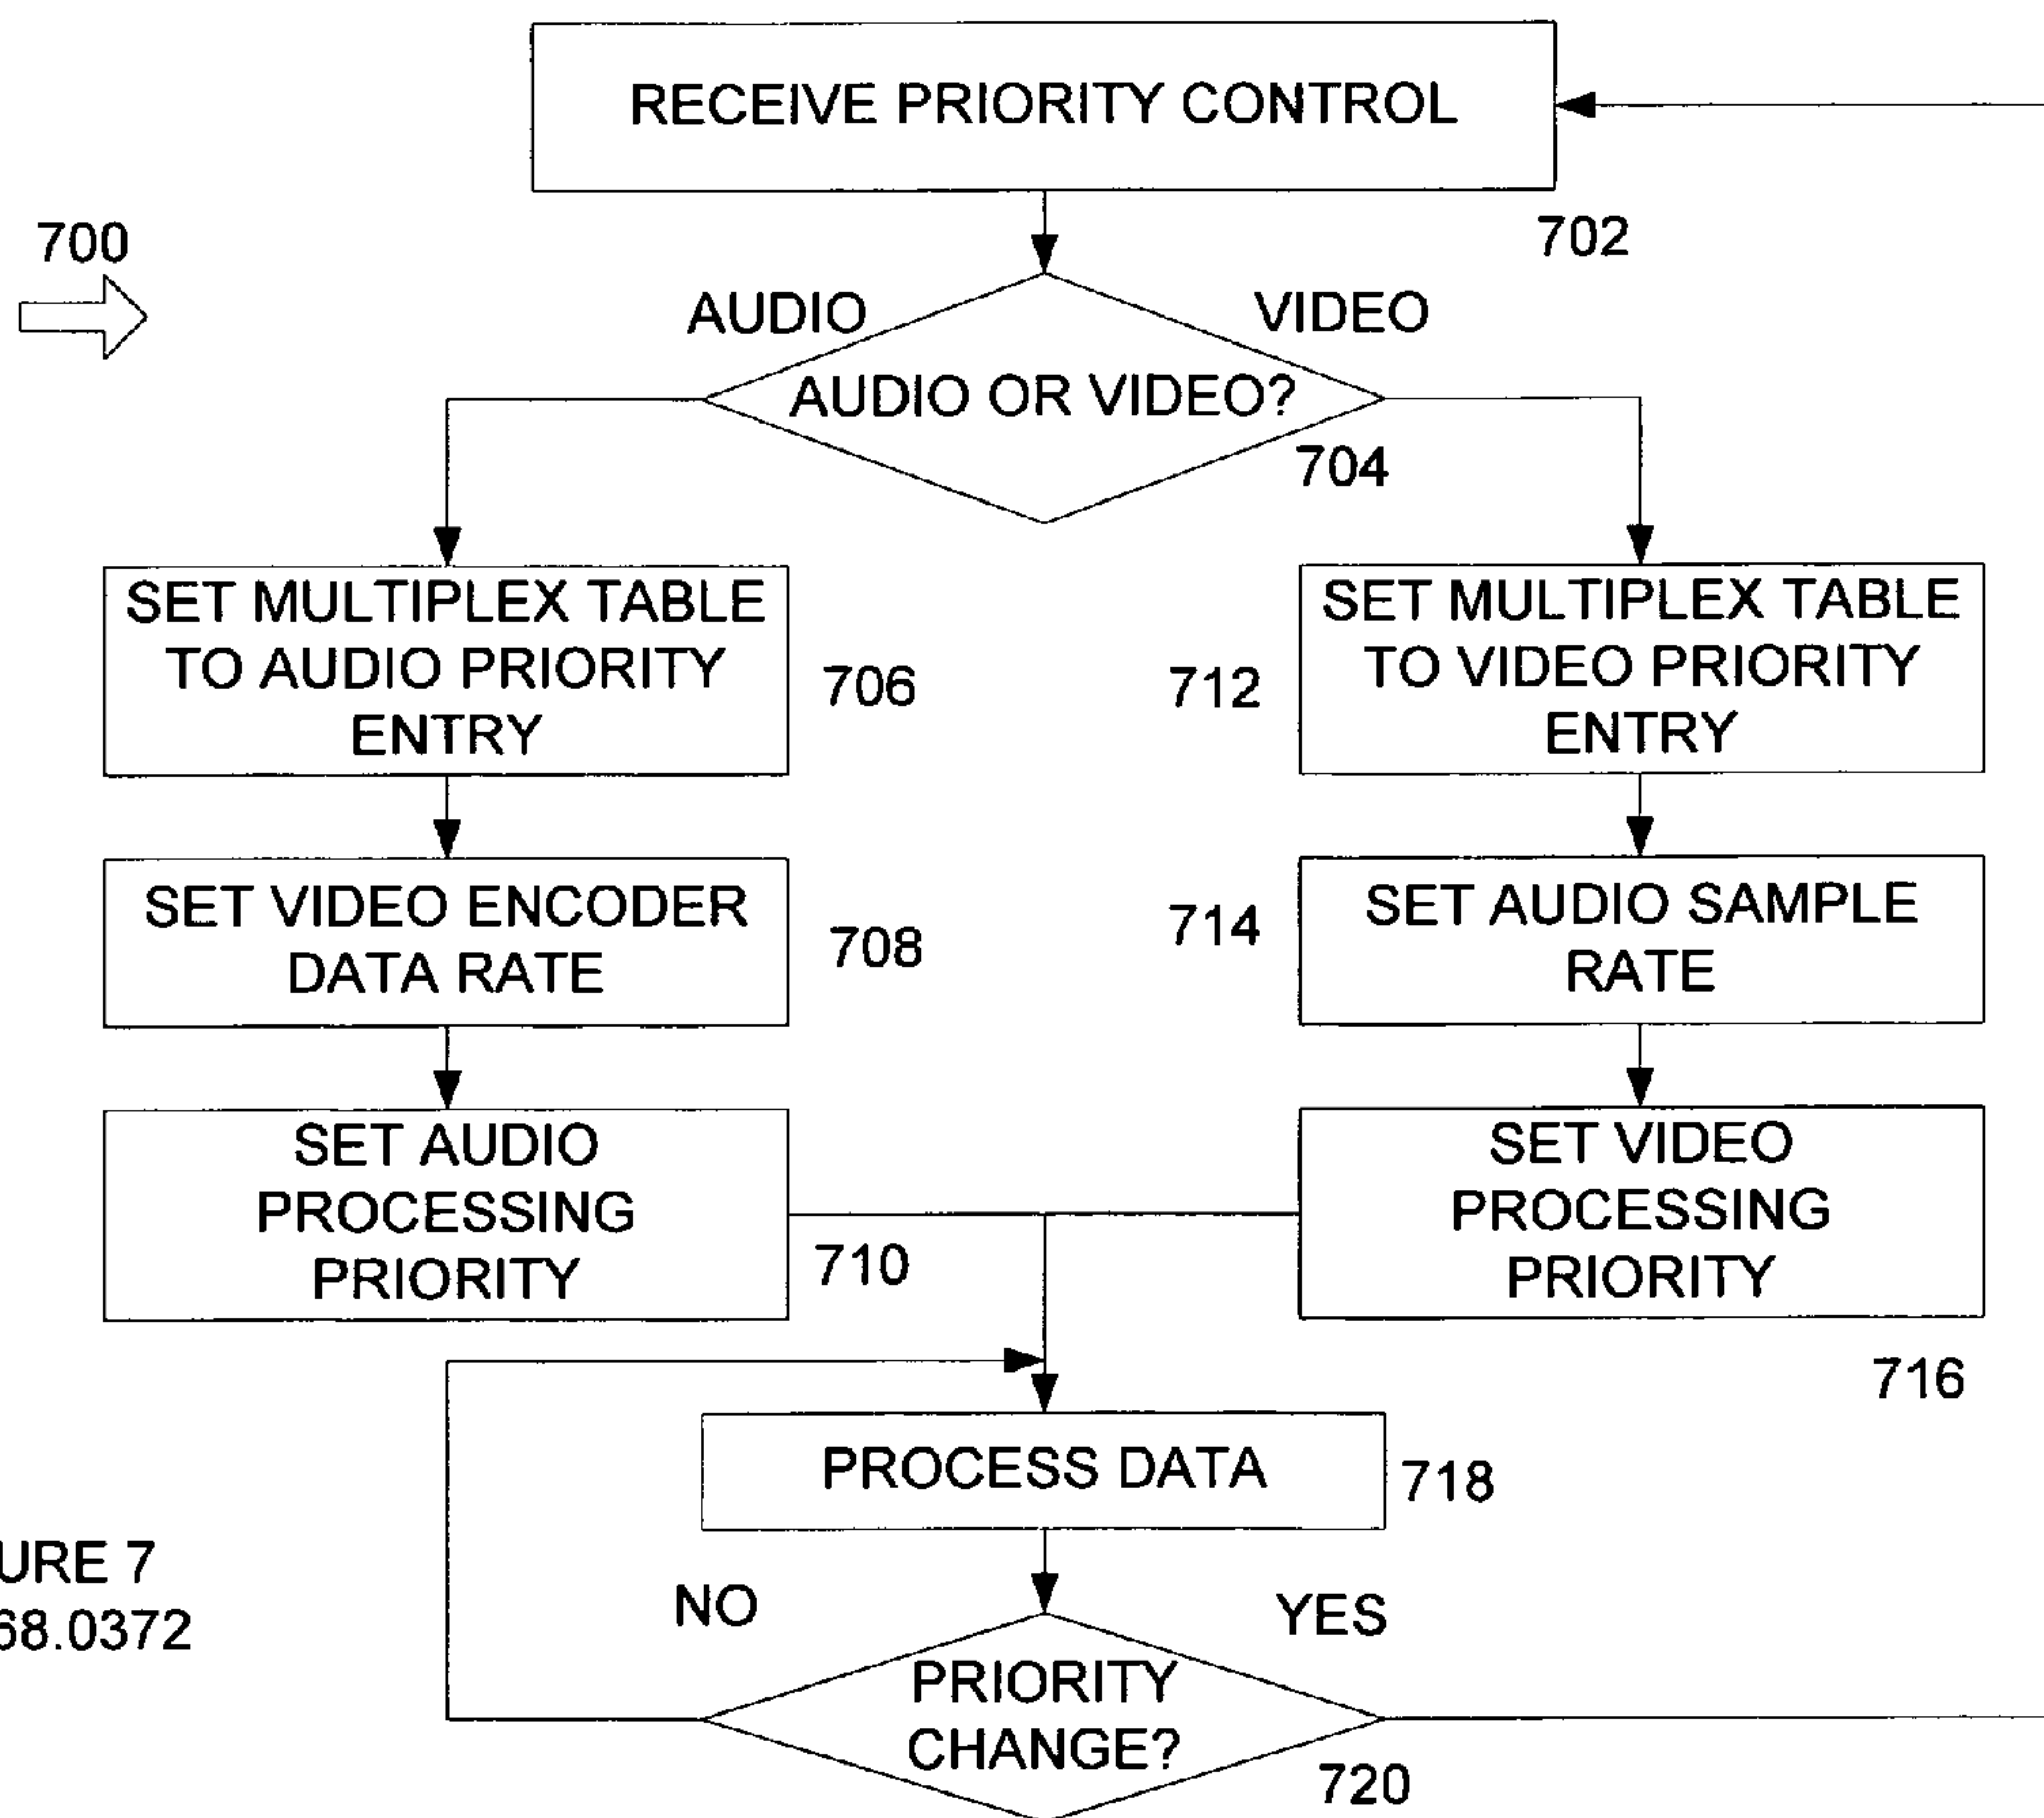 RECEIVE PRIORITY CONTROL
700
702
AUDIO
VIDEO
AUDIO OR VIDEO?
704
SET MULTIPLEX TABLE
TO AUDIO PRIORITY
ENTRY
706
712
SET MULTIPLEX TABLE
TO VIDEO PRIORITY
ENTRY
SET VIDEO ENCODER
DATA RATE
708
714
SET AUDIO SAMPLE
RATE
SET AUDIO
PROCESSING
PRIORITY
710
SET VIDEO
PROCESSING
PRIORITY
716
PROCESS DATA
718
URE 7
68.0372
NO
YES
PRIORITY
CHANGE?
720